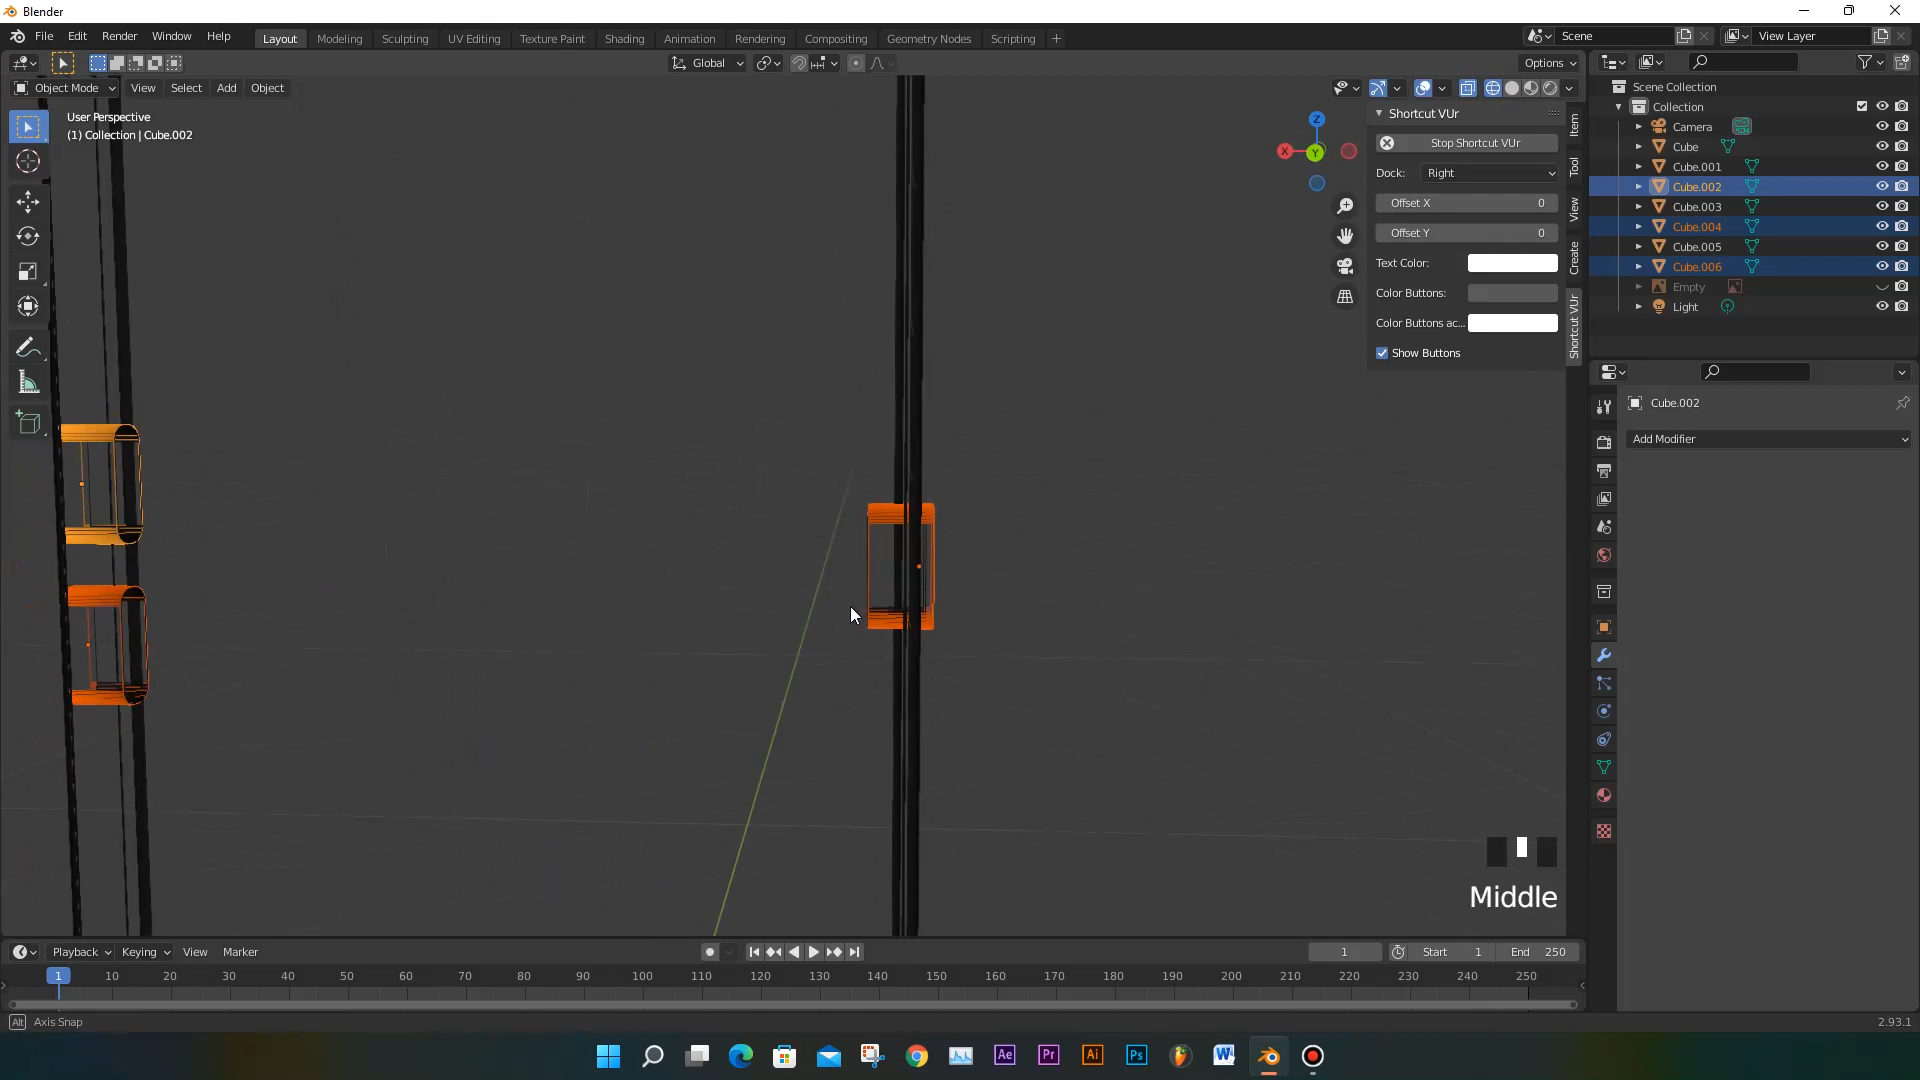 Blender
File Edit Render Window Help
Layout Modeling Sculpting UV Editing Texture Paint Shading Animation Rendering Compositing Geometry Nodes Scripting +
Scene
View Layer
Global
Options
Object Mode View Select Add Object
User Perspective
(1) Collection | Cube.002
Z
X
Y
Shortcut VUr
Stop Shortcut VUr
Dock: Right
Offset X 0
Offset Y 0
Text Color:
Color Buttons:
Color Buttons ac...
Show Buttons
Item
Tool
View
Create
Shortcut VUr
Scene Collection
Collection
Camera
Cube
Cube.001
Cube.002
Cube.003
Cube.004
Cube.005
Cube.006
Empty
Light
Cube.002
Add Modifier
Middle
Playback Keying View Marker
1
Start 1
End 250
1 10 20 30 40 50 60 70 80 90 100 110 120 130 140 150 160 170 180 190 200 210 220 230 240 250
Alt Axis Snap
2.93.1
Ae
Pr
Ai
Ps
W